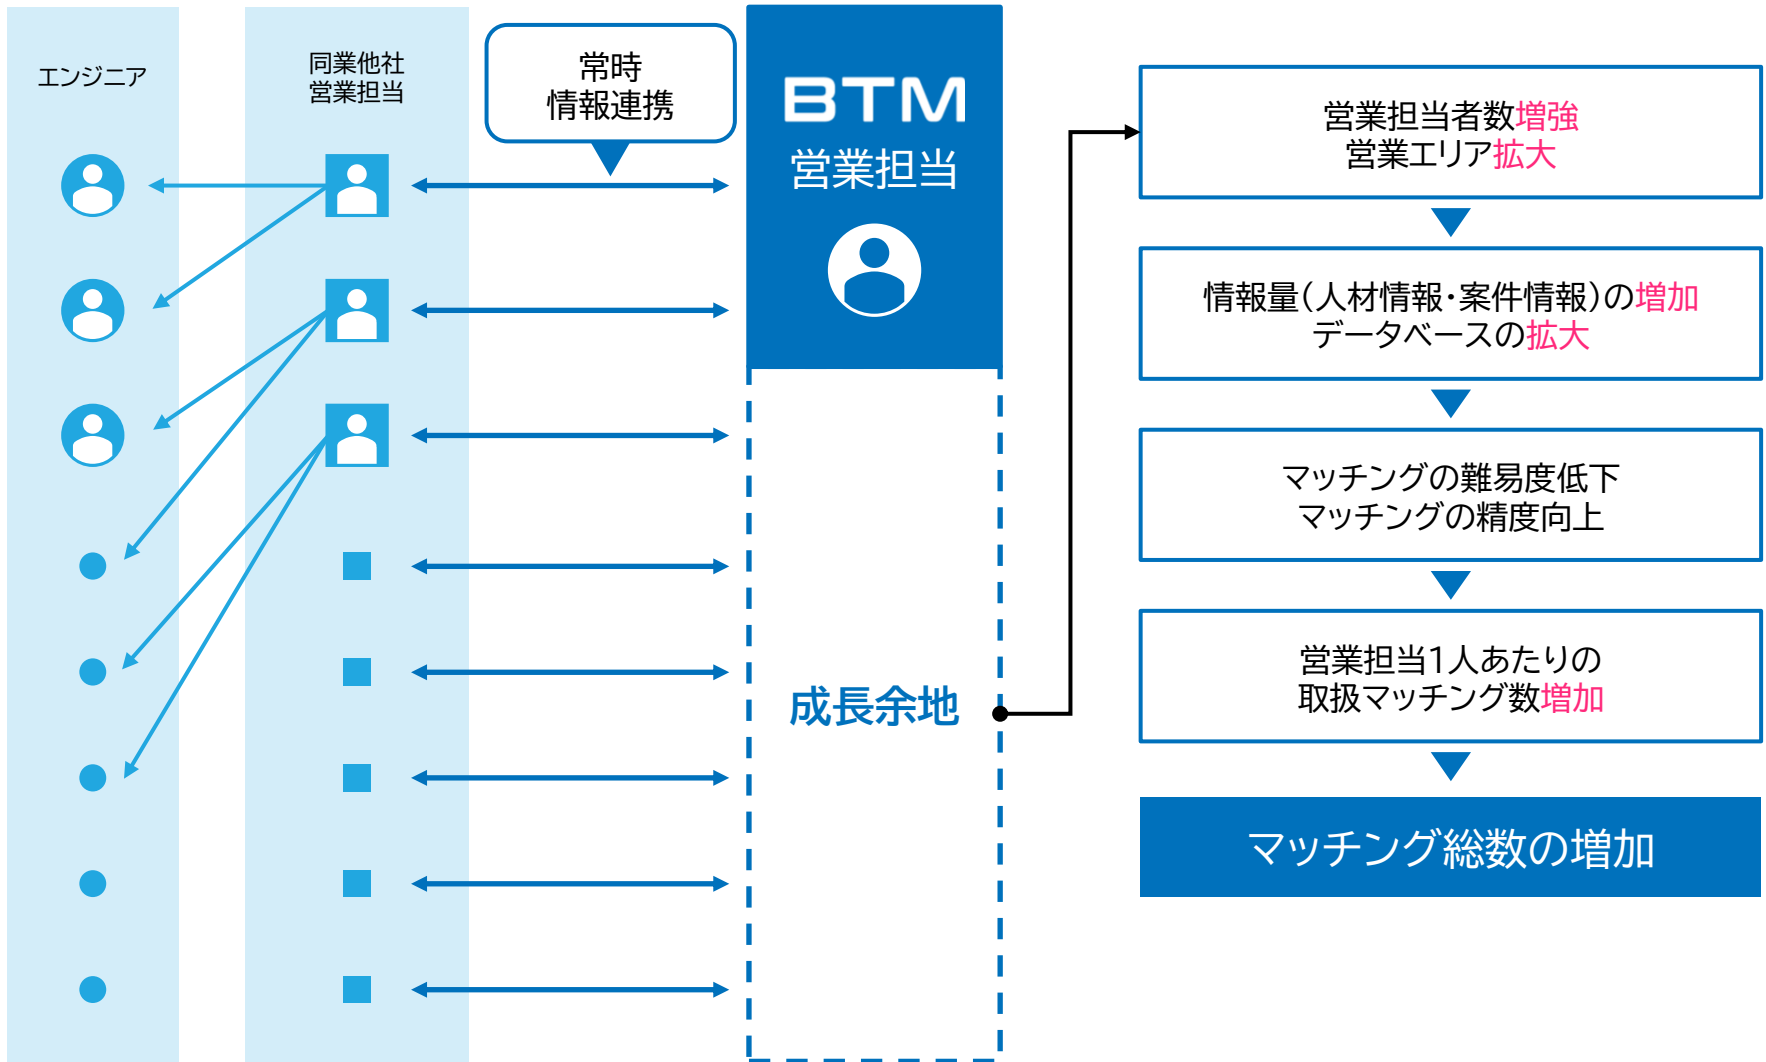 エンジニア
同業他社
営業担当
常時
情報連携
BTM
営業担当
成長余地
営業担当者数増強
営業エリア拡大
情報量(人材情報・案件情報)の増加
データベースの拡大
マッチングの難易度低下
マッチングの精度向上
営業担当1人あたりの
取扱マッチング数増加
マッチング総数の増加